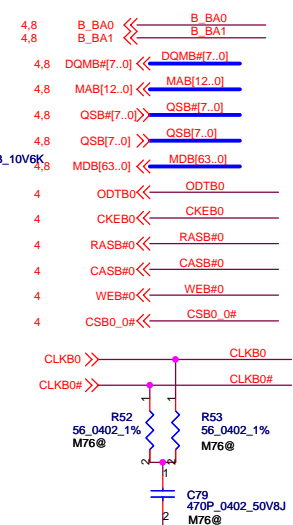 4,8 B_BA0 B_BA0
4,8 B_BA1 B_BA1
4,8 DQMB#[7..0] DQMB#[7..0]
4,8 MAB[12..0] MAB[12..0]
4,8 QSB#[7..0] QSB#[7..0]
4,8 QSB[7..0] QSB[7..0]
_10V6K
4,8 MDB[63..0] MDB[63..0]
4 ODTB0 ODTB0
4 CKEB0 CKEB0
4 RASB#0 RASB#0
4 CASB#0 CASB#0
4 WEB#0 WEB#0
4 CSB0_0# CSB0_0#
CLKB0 CLKB0
CLKB0# CLKB0#
1 1
R52 R53
56_0402_1% 56_0402_1%
M76@ M76@
2 2
1
C79
470P_0402_50V8J
2 M76@